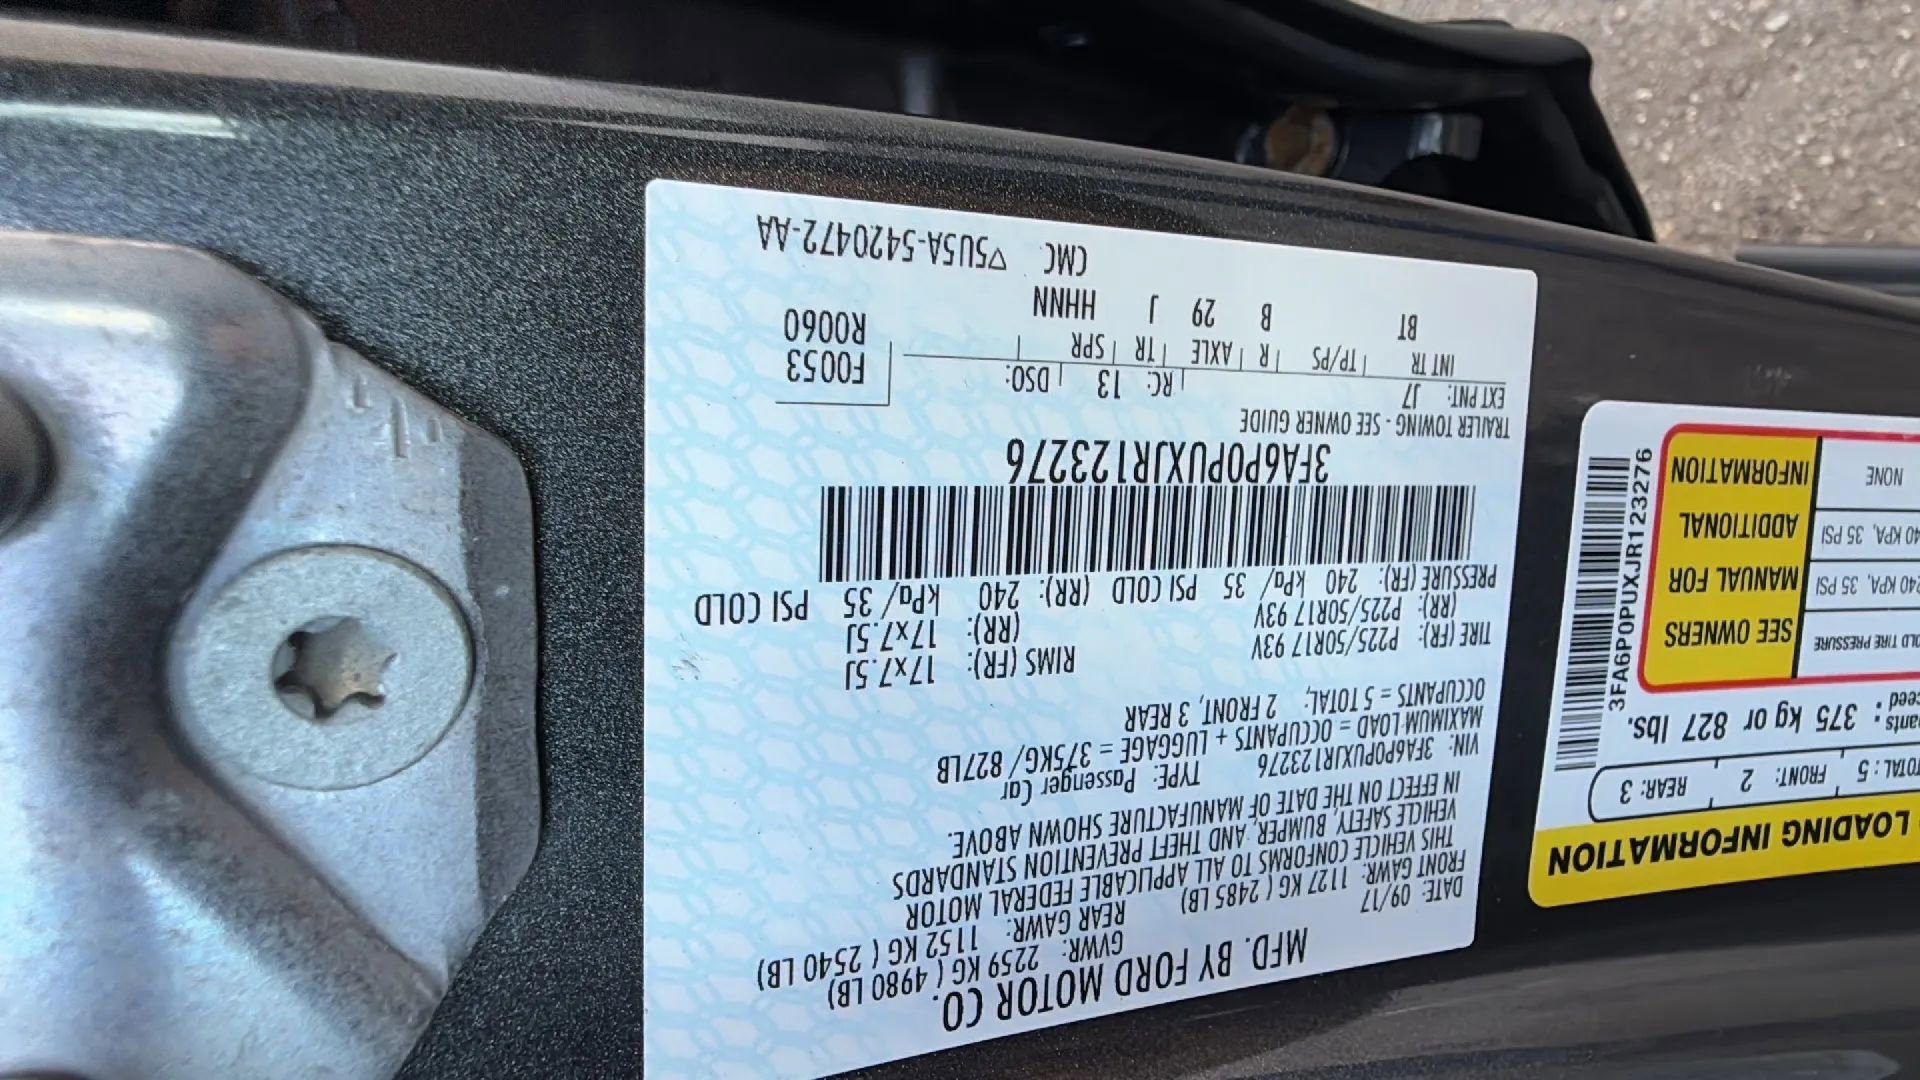 MFD. BY FORD MOTOR CO.
DATE: 09/17 GVWR: 2259 KG ( 4980 LB)
FRONT GAWR: 1127 KG ( 2485 LB) REAR GAWR: 1152 KG ( 2540 LB)
THIS VEHICLE CONFORMS TO ALL APPLICABLE FEDERAL MOTOR
VEHICLE SAFETY, BUMPER, AND THEFT PREVENTION STANDARDS
IN EFFECT ON THE DATE OF MANUFACTURE SHOWN ABOVE.
VIN: 3FA6P0PUXJR123276 TYPE: Passenger Car
MAXIMUM LOAD = OCCUPANTS + LUGGAGE = 375KG/ 827LB
OCCUPANTS = 5 TOTAL, 2 FRONT, 3 REAR
TIRE (FR): P225/50R17 93V RIMS (FR): 17x7.5J
(RR): P225/50R17 93V (RR): 17x7.5J
PRESSURE (FR): 240 kPa/ 35 PSI COLD (RR): 240 kPa/ 35 PSI COLD
3FA6P0PUXJR123276
TRAILER TOWING - SEE OWNER GUIDE
EXT PNT: J7 RC: 13 DSO: F0053
INT TR TP/PS R AXLE TR SPR R0060
BT B 29 J HHNN
CMC ▽5U5A-5420472-AA
LOADING INFORMATION
TOTAL : 5 FRONT: 2 REAR: 3
: 375 kg or 827 lbs.
TIRE PRESSURE
SEE OWNERS
MANUAL FOR
ADDITIONAL
INFORMATION
KPA, 35 PSI
KPA, 35 PSI
NONE
3FA6P0PUXJR123276